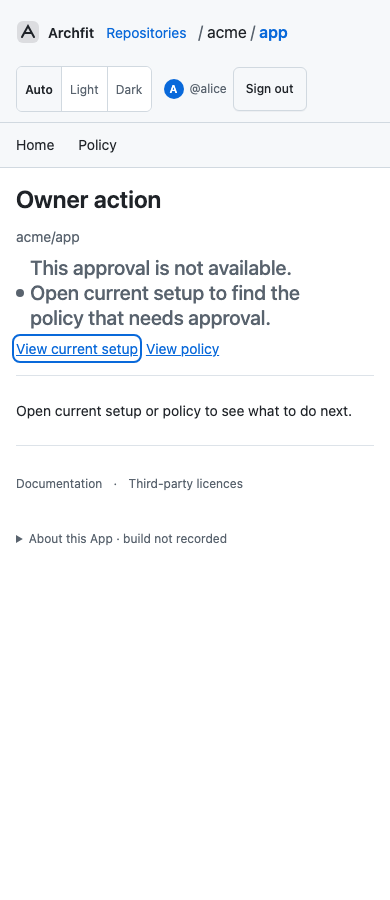 Archfit Repositories / acme / app
Auto Light Dark A @alice Sign out
Home Policy
Owner action
acme/app
This approval is not available.
Open current setup to find the
policy that needs approval.
View current setup View policy
Open current setup or policy to see what to do next.
Documentation · Third-party licences
About this App · build not recorded